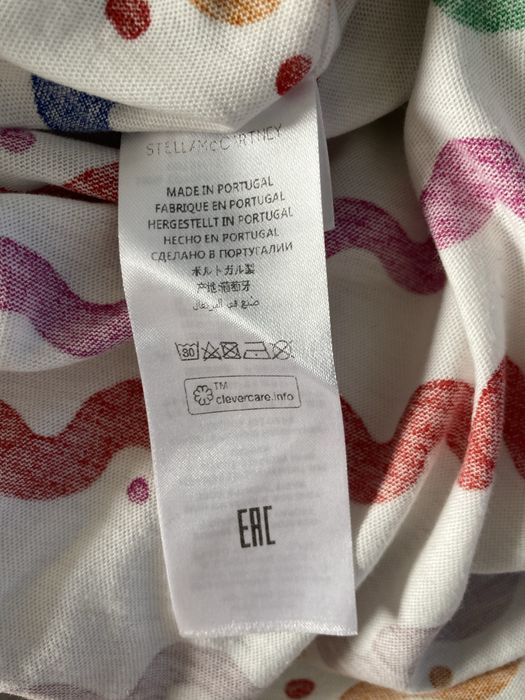 STELLA McCARTNEY
MADE IN PORTUGAL
FABRIQUE EN PORTUGAL
HERGESTELLT IN PORTUGAL
HECHO EN PORTUGAL
СДЕЛАНО В ПОРТУГАЛИИ
ポルトガル製
产地:葡萄牙
صنع في البرتغال
30
TM
clevercare.info
EAC